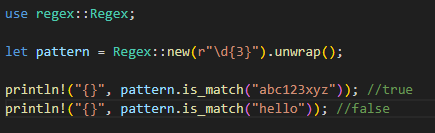 use regex::Regex;
let pattern = Regex::new(r"\d{3}").unwrap();
println!("{}", pattern.is_match("abc123xyz")); //true
println!("{}", pattern.is_match("hello")); //false